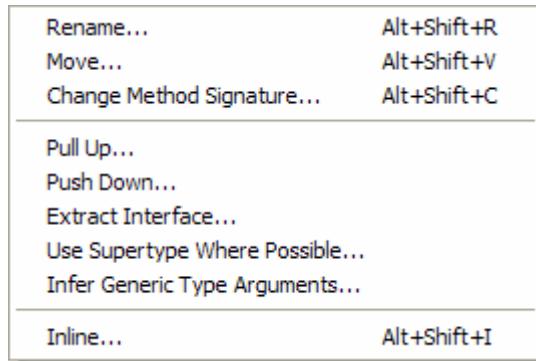 Rename... Alt+Shift+R
Move... Alt+Shift+V
Change Method Signature... Alt+Shift+C
Pull Up...
Push Down...
Extract Interface...
Use Supertype Where Possible...
Infer Generic Type Arguments...
Inline... Alt+Shift+I